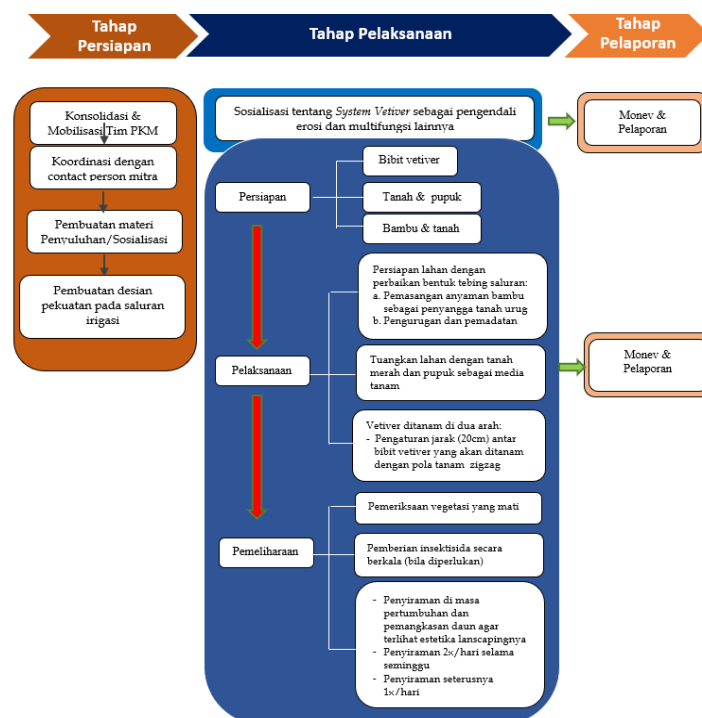 Tahap
Persiapan
Tahap Pelaksanaan
Tahap
Pelaporan
Konsolidasi &
Mobilisasi Tim PKM
Koordinasi dengan
contact person mitra
Pembuatan materi
Penyuluhan/Sosialisasi
Pembuatan desian
pekuatan pada saluran
irigasi
Sosialisasi tentang System Vetiver sebagai pengendali
erosi dan multifungsi lainnya
Monev &
Pelaporan
Persiapan
Bibit vetiver
Tanah & pupuk
Bambu & tanah
Pelaksanaan
Persiapan lahan dengan
perbaikan bentuk tebing saluran:
a. Pemasangan anyaman bambu
sebagai penyangga tanah urug
b. Pengurugan dan pemadatan
Tuangkan lahan dengan tanah
merah dan pupuk sebagai media
tanam
Vetiver ditanam di dua arah:
- Pengaturan jarak (20cm) antar
bibit vetiver yang akan ditanam
dengan pola tanam zigzag
Monev &
Pelaporan
Pemeliharaan
Pemeriksaan vegetasi yang mati
Pemberian insektisida secara
berkala (bila diperlukan)
- Penyiraman di masa
pertumbuhan dan
pemangkasan daun agar
terlihat estetika lanscapingnya
- Penyiraman 2x/hari selama
seminggu
- Penyiraman seterusnya
1x/hari